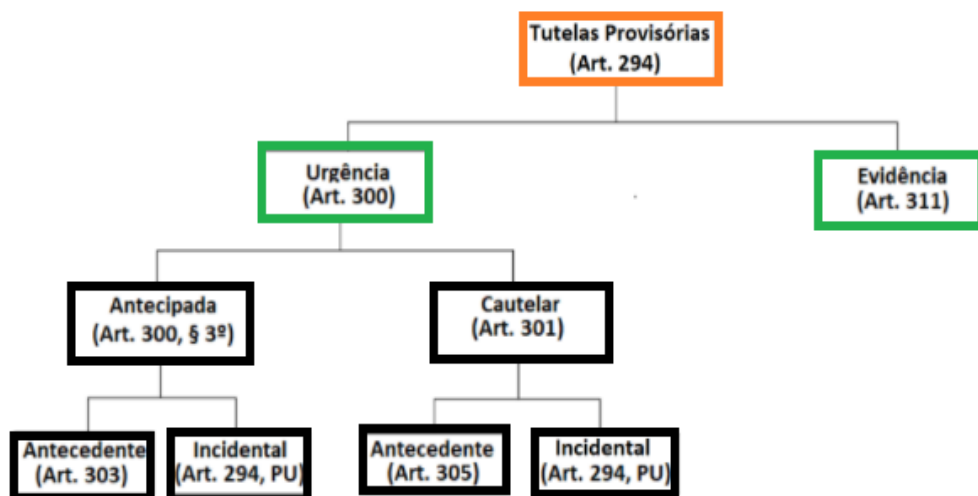 Tutelas Provisórias
(Art. 294)
Urgência
(Art. 300)
Evidência
(Art. 311)
Antecipada
(Art. 300, § 3º)
Cautelar
(Art. 301)
Antecedente
(Art. 303)
Incidental
(Art. 294, PU)
Antecedente
(Art. 305)
Incidental
(Art. 294, PU)